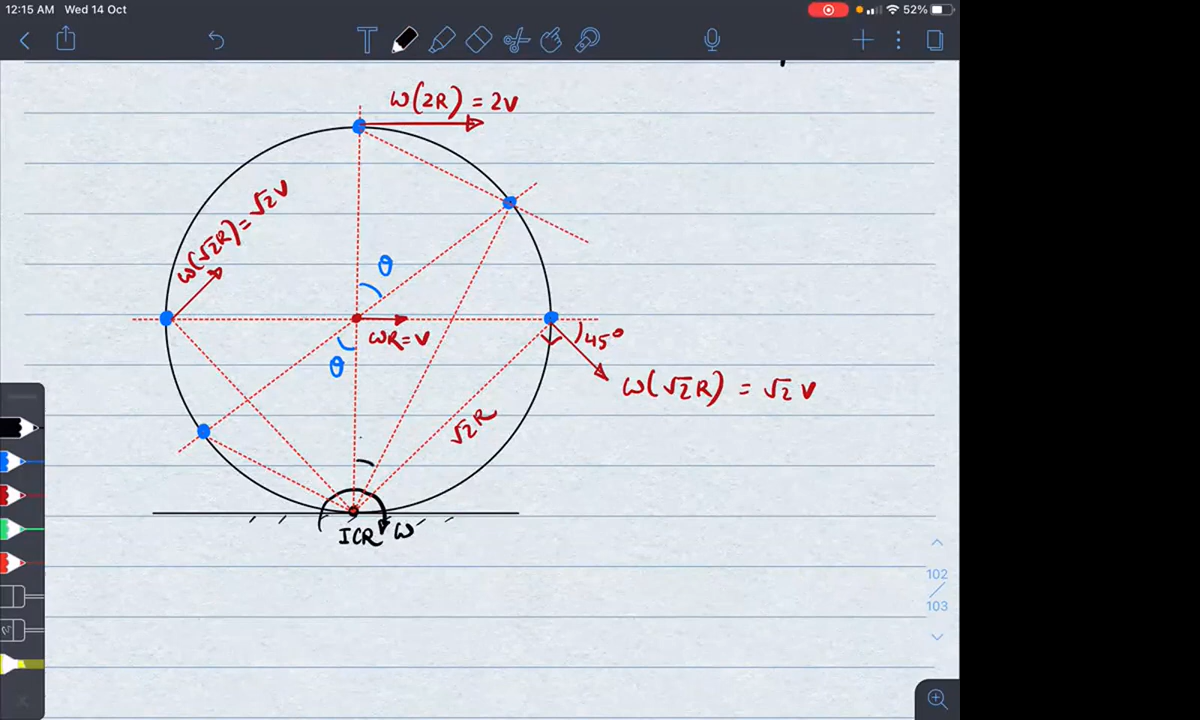 12:15 AM Wed 14 Oct
52%
T
ω(2R) = 2v
ω(√2R) = √2v
θ
ωR = v
θ
45°
ω(√2R) = √2v
√2R
ICR
ω
102
103